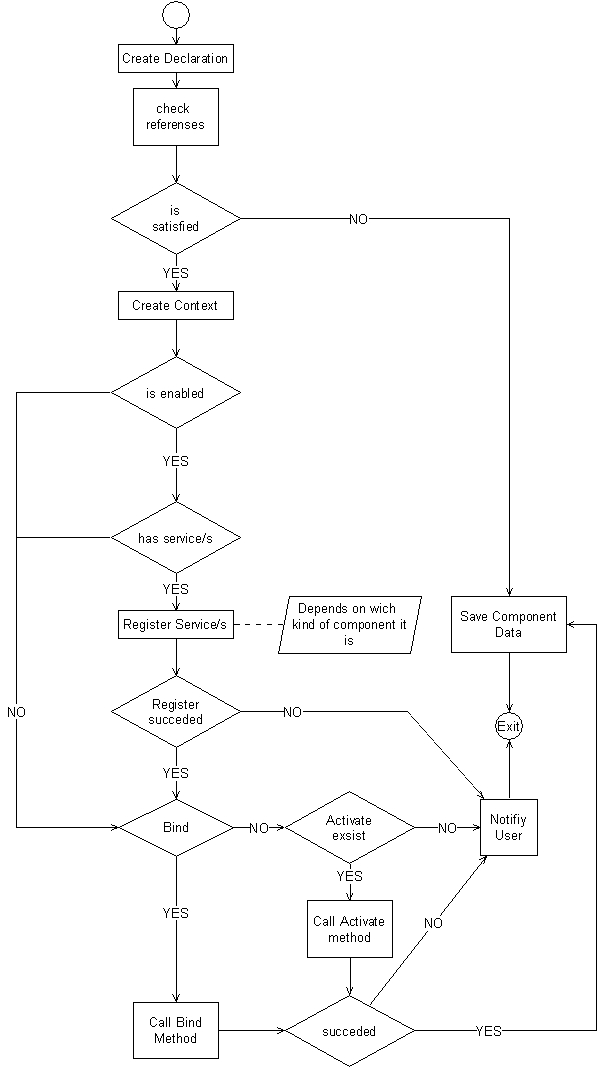 Create Declaration
check
referenses
is
satisfied
NO
YES
Create Context
is enabled
YES
has service/s
YES
Register Service/s
Depends on wich
kind of component it
is
Save Component
Data
Register
succeded
NO
NO
Exit
YES
Bind
NO
Activate
exsist
NO
Notifiy
User
YES
YES
Call Activate
method
NO
Call Bind
Method
succeded
YES